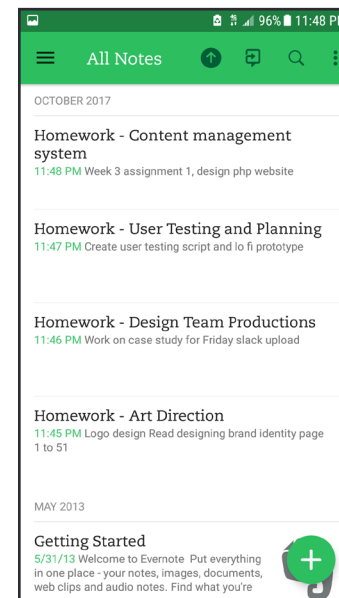 96% 11:48 PM
All Notes
OCTOBER 2017
Homework - Content management
system
11:48 PM Week 3 assignment 1, design php website
Homework - User Testing and Planning
11:47 PM Create user testing script and lo fi prototype
Homework - Design Team Productions
11:46 PM Work on case study for Friday slack upload
Homework - Art Direction
11:45 PM Logo design Read designing brand identity page
1 to 51
MAY 2013
Getting Started
5/31/13 Welcome to Evernote Put everything
in one place - your notes, images, documents,
web clips and audio notes. Find what you're